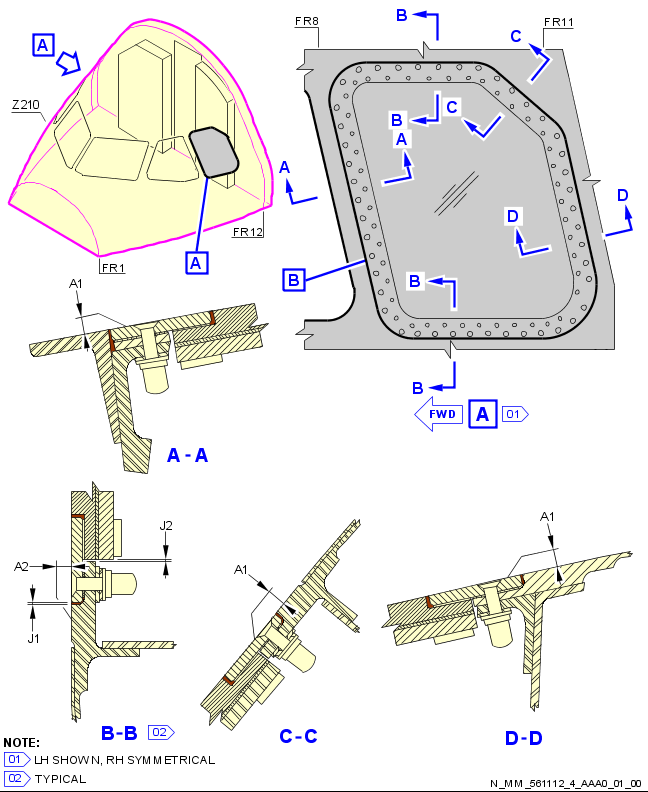 A
Z210
FR1
FR12
A
FR8
FR11
B
C
B
C
A
A
D
D
B
B
B
FWD
A
01
A1
A - A
A2
J2
J1
B-B
02
A1
C-C
A1
D-D
NOTE:
01 LH SHOWN, RH SYMMETRICAL
02 TYPICAL
N_MM_561112_4_AAA0_01_00